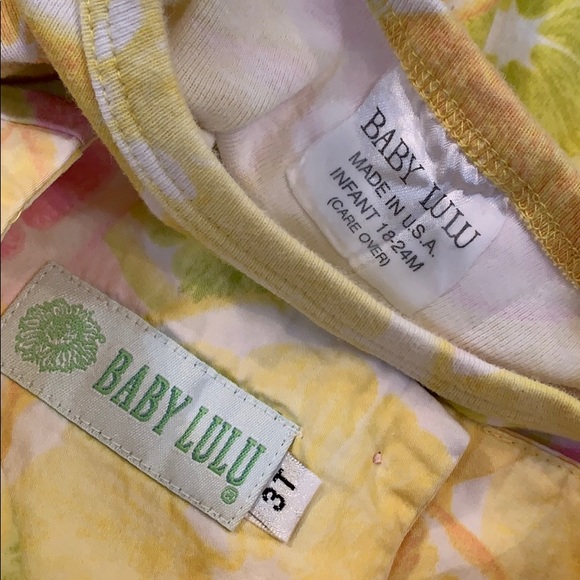 BABY LULU
MADE IN U.S.A.
INFANT 18-24M
(CARE OVER)
BABY LULU®
3T